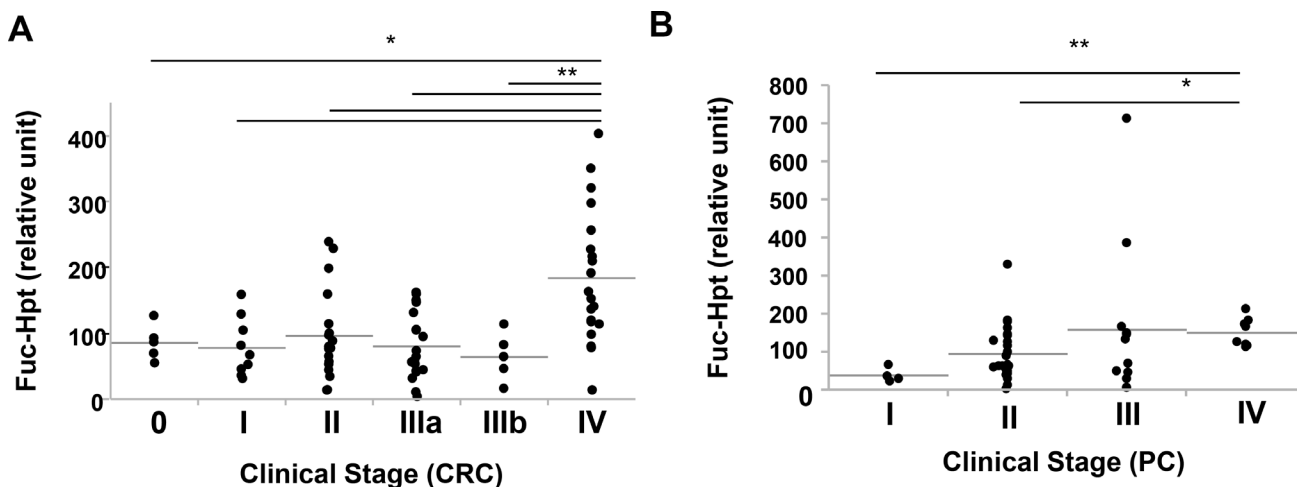 A
*
**
Fuc-Hpt (relative unit)
400
300
200
100
0
0 I II IIIa IIIb IV
Clinical Stage (CRC)
B
**
*
Fuc-Hpt (relative unit)
800
700
600
500
400
300
200
100
0
I II III IV
Clinical Stage (PC)